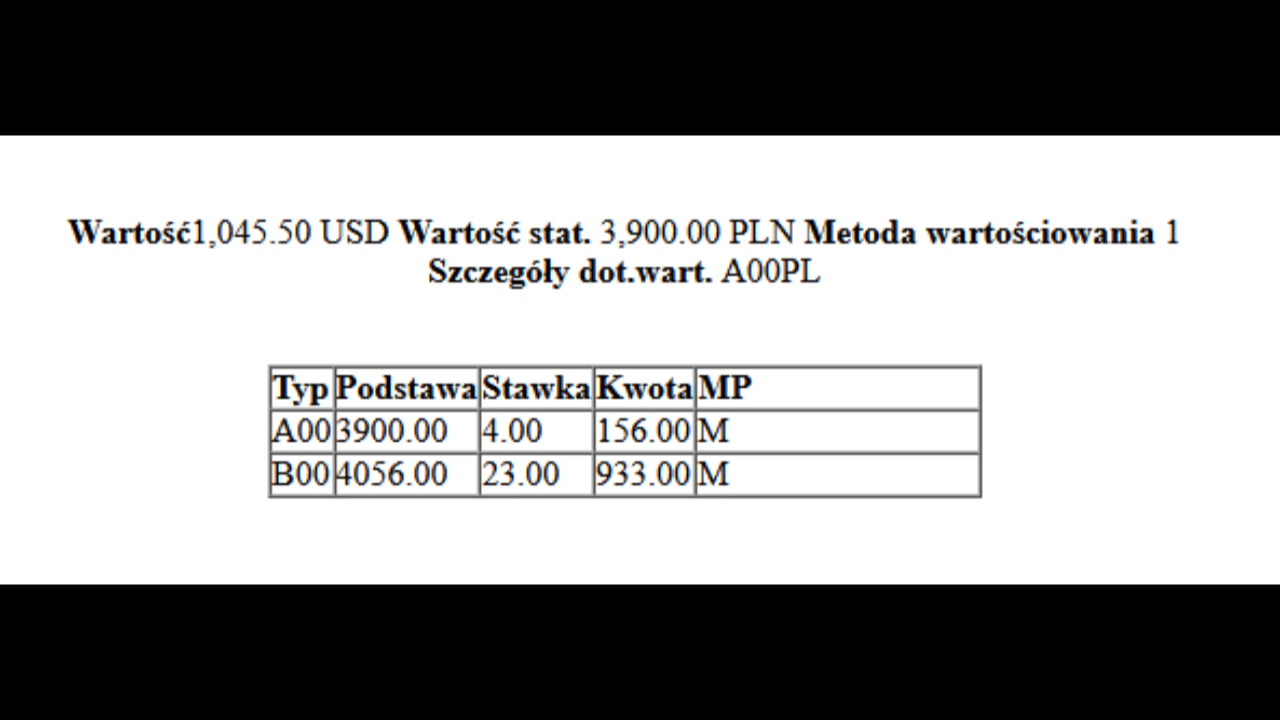 Wartość1,045.50 USD Wartość stat. 3,900.00 PLN Metoda wartościowania 1
Szczegóły dot.wart. A00PL
Typ Podstawa Stawka Kwota MP
A00 3900.00 4.00 156.00 M
B00 4056.00 23.00 933.00 M